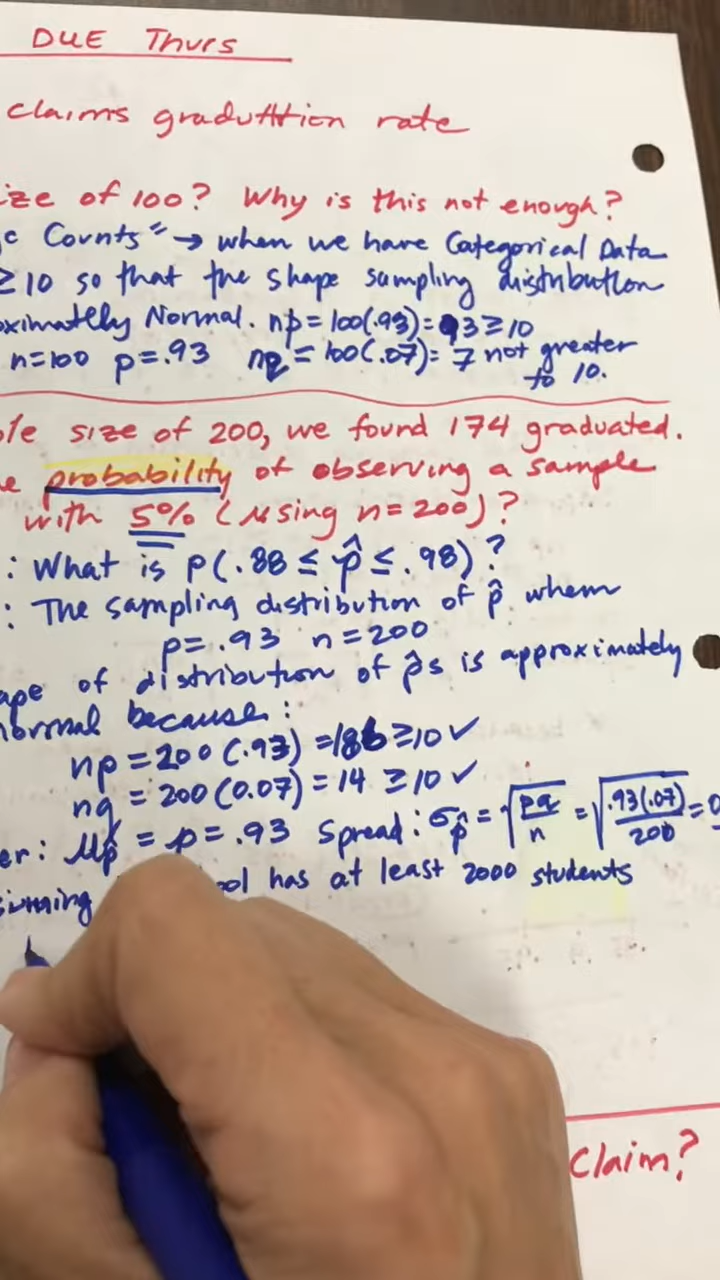 DUE Thurs
claims graduttion rate
ize of 100? Why is this not enough?
Counts" → when we have Categorical Data
≥10 so that the shape sampling distribution
oximately Normal. np = 100(.93) = 93 ≥ 10
n=100 p=.93 nq = 100(.07) = 7 not greater
to 10.
ple size of 200, we found 174 graduated.
probability of observing a sample
with 5% (using n=200)?
: What is p(.88 ≤ p̂ ≤ .98)?
: The sampling distribution of p̂ when
p=.93 n=200
ape of distribution of p̂s is approximately
normal because:
np = 200(.93) = 186 ≥10 ✓
nq = 200(0.07) = 14 ≥10 ✓
er: μp̂ = p = .93 Spread: σp̂ = √(pq/n) = √(.93(.07)/200) = 0
ool has at least 2000 students
Claim?